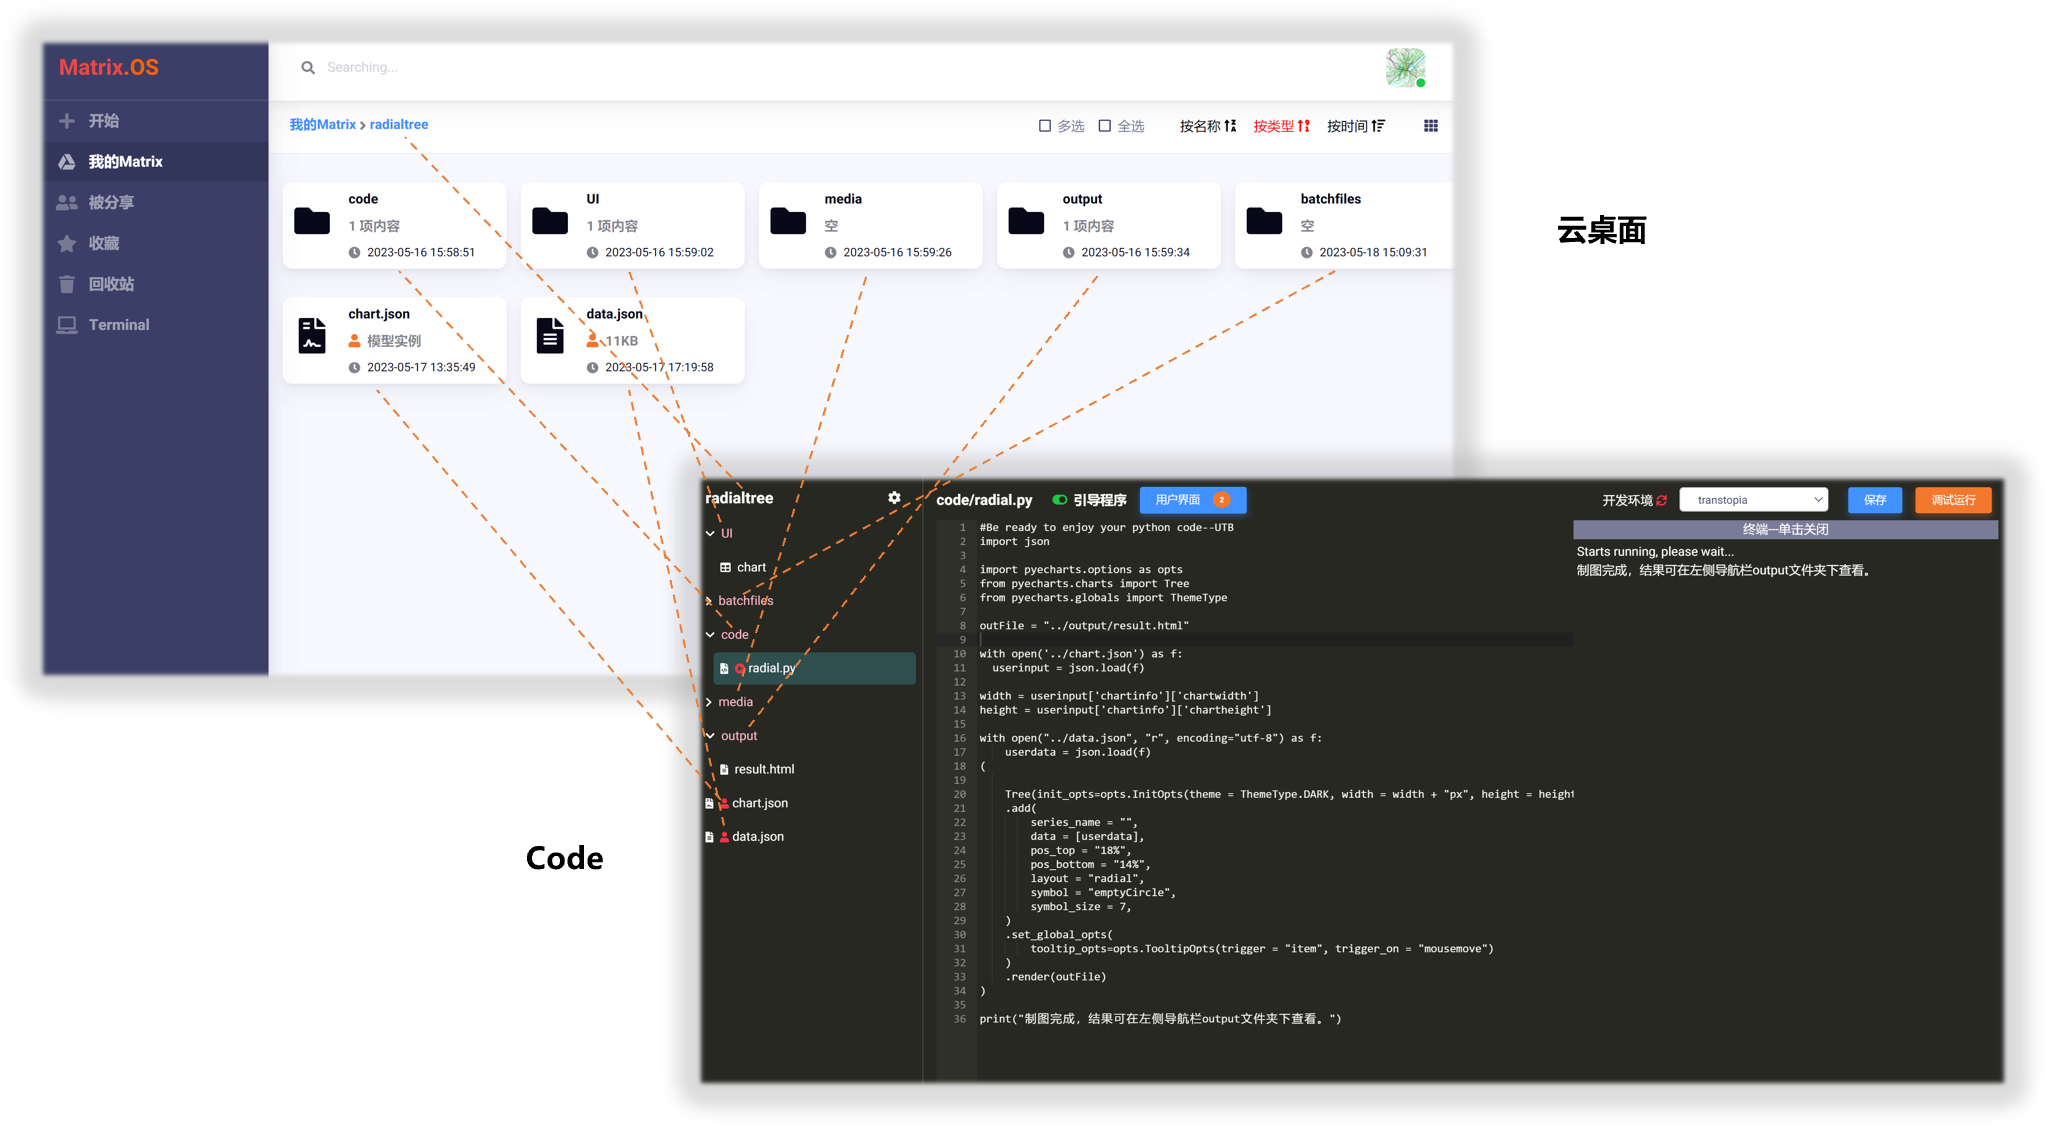 Matrix.OS
Searching...
开始
我的Matrix
被分享
收藏
回收站
Terminal
我的Matrix > radialtree
多选 全选 按名称 按类型 按时间
code
1 项内容
2023-05-16 15:58:51
UI
1 项内容
2023-05-16 15:59:02
media
空
2023-05-16 15:59:26
output
1 项内容
2023-05-16 15:59:34
batchfiles
空
2023-05-18 15:09:31
chart.json
模型实例
2023-05-17 13:35:49
data.json
11KB
2023-05-17 17:19:58
云桌面
Code
radialtree
UI
chart
batchfiles
code
radial.py
media
output
result.html
chart.json
data.json
code/radial.py 引导程序 用户界面 2
开发环境 transtopia 保存 调试运行
1 #Be ready to enjoy your python code--UTB
2 import json
3
4 import pyecharts.options as opts
5 from pyecharts.charts import Tree
6 from pyecharts.globals import ThemeType
7
8 outFile = "../output/result.html"
9
10 with open('../chart.json') as f:
11   userinput = json.load(f)
12
13 width = userinput['chartinfo']['chartwidth']
14 height = userinput['chartinfo']['chartheight']
15
16 with open("../data.json", "r", encoding="utf-8") as f:
17     userdata = json.load(f)
18 (
19
20     Tree(init_opts=opts.InitOpts(theme = ThemeType.DARK, width = width + "px", height = height
21     .add(
22         series_name = "",
23         data = [userdata],
24         pos_top = "18%",
25         pos_bottom = "14%",
26         layout = "radial",
27         symbol = "emptyCircle",
28         symbol_size = 7,
29     )
30     .set_global_opts(
31         tooltip_opts=opts.TooltipOpts(trigger = "item", trigger_on = "mousemove")
32     )
33     .render(outFile)
34 )
35
36 print("制图完成，结果可在左侧导航栏output文件夹下查看。")
终端—单击关闭
Starts running, please wait...
制图完成，结果可在左侧导航栏output文件夹下查看。